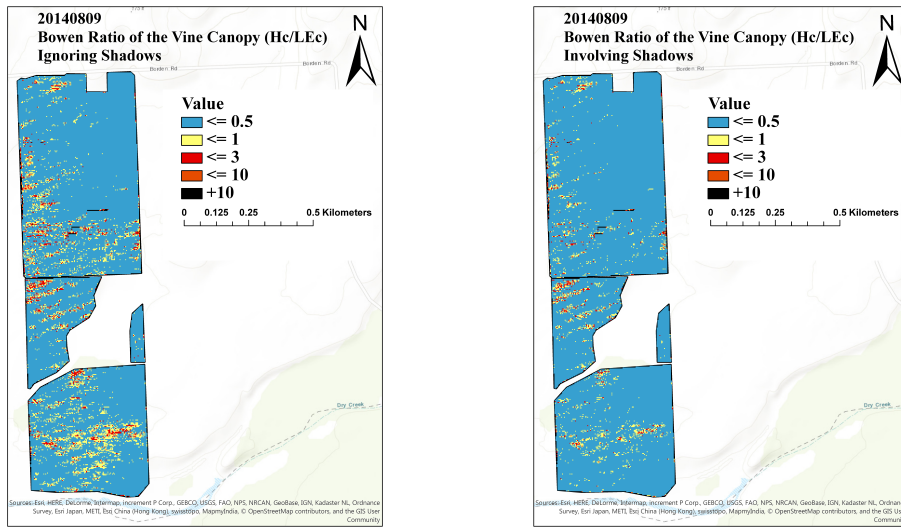 20140809
Bowen Ratio of the Vine Canopy (Hc/LEc)
Ignoring Shadows
N
Borden Rd
Value
<= 0.5
<= 1
<= 3
<= 10
+10
0 0.125 0.25 0.5 Kilometers
Dry Creek
Sources: Esri, HERE, DeLorme, Intermap, increment P Corp., GEBCO, USGS, FAO, NPS, NRCAN, GeoBase, IGN, Kadaster NL, Ordnance
Survey, Esri Japan, METI, Esri China (Hong Kong), swisstopo, MapmyIndia, © OpenStreetMap contributors, and the GIS User
Community
20140809
Bowen Ratio of the Vine Canopy (Hc/LEc)
Involving Shadows
N
Borden Rd
Value
<= 0.5
<= 1
<= 3
<= 10
+10
0 0.125 0.25 0.5 Kilometers
Dry Creek
Sources: Esri, HERE, DeLorme, Intermap, increment P Corp., GEBCO, USGS, FAO, NPS, NRCAN, GeoBase, IGN, Kadaster NL, Ordnance
Survey, Esri Japan, METI, Esri China (Hong Kong), swisstopo, MapmyIndia, © OpenStreetMap contributors, and the GIS User
Commun